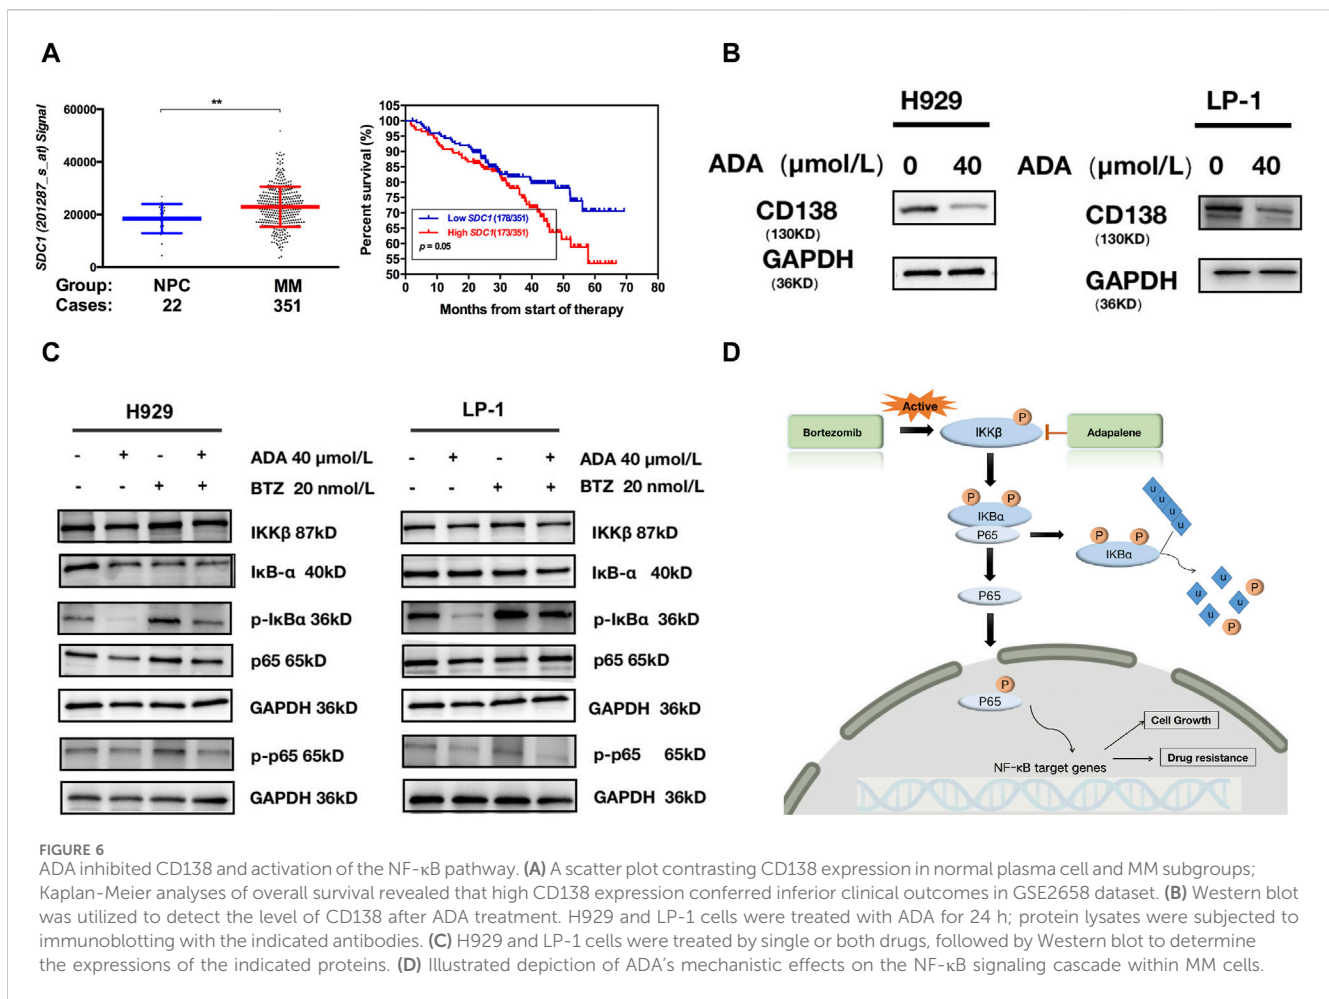 A
60000
40000
20000
0
SDC1 (201287_s_at) Signal
**
Group: NPC MM
Cases: 22 351
105
100
95
90
85
80
75
70
65
60
55
50
Percent survival (%)
Low SDC1 (178/351)
High SDC1(173/351)
p = 0.05
0 10 20 30 40 50 60 70 80
Months from start of therapy
B
H929
ADA (μmol/L) 0 40
CD138
(130KD)
GAPDH
(36KD)
LP-1
ADA (μmol/L) 0 40
CD138
(130KD)
GAPDH
(36KD)
C
H929
- + - + ADA 40 μmol/L
- - + + BTZ 20 nmol/L
IKKβ 87kD
IκB-α 40kD
p-IκBα 36kD
p65 65kD
GAPDH 36kD
p-p65 65kD
GAPDH 36kD
LP-1
- + - + ADA 40 μmol/L
- - + + BTZ 20 nmol/L
IKKβ 87kD
IκB-α 40kD
p-IκBα 36kD
p65 65kD
GAPDH 36kD
p-p65 65kD
GAPDH 36kD
D
Active
Bortezomib
P
IKKβ
Adapalene
P P
IKBα
P65
P P
IKBα
u
u
u
u
u
u
u
u
P
P
P65
P
P65
NF-κB target genes
Cell Growth
Drug resistance
FIGURE 6
ADA inhibited CD138 and activation of the NF-κB pathway. (A) A scatter plot contrasting CD138 expression in normal plasma cell and MM subgroups;
Kaplan-Meier analyses of overall survival revealed that high CD138 expression conferred inferior clinical outcomes in GSE2658 dataset. (B) Western blot
was utilized to detect the level of CD138 after ADA treatment. H929 and LP-1 cells were treated with ADA for 24 h; protein lysates were subjected to
immunoblotting with the indicated antibodies. (C) H929 and LP-1 cells were treated by single or both drugs, followed by Western blot to determine
the expressions of the indicated proteins. (D) Illustrated depiction of ADA's mechanistic effects on the NF-κB signaling cascade within MM cells.